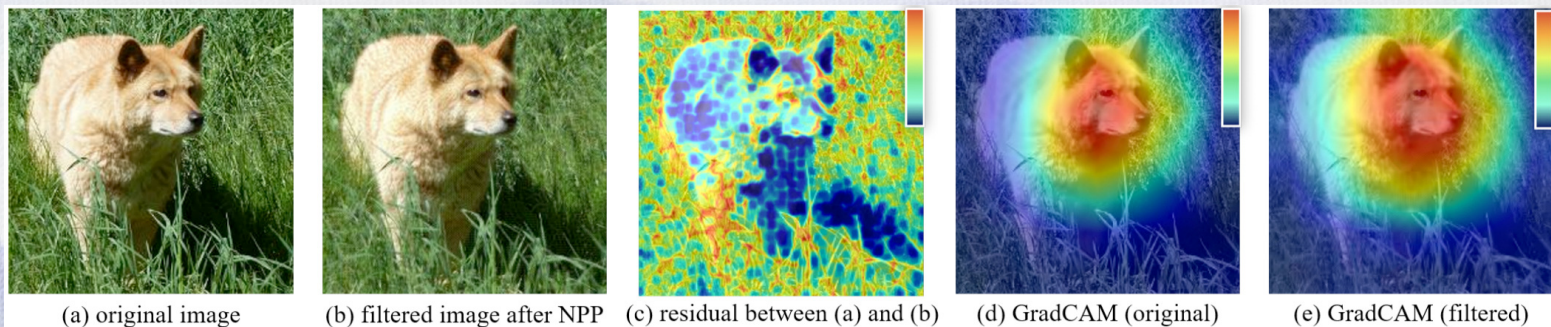 (a) original image
(b) filtered image after NPP
(c) residual between (a) and (b)
(d) GradCAM (original)
(e) GradCAM (filtered)